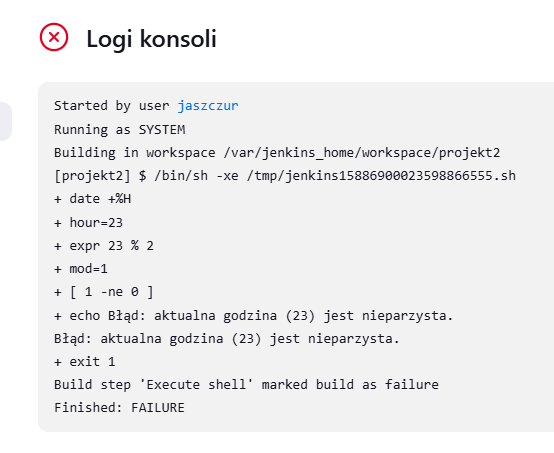 Logi konsoli
Started by user jaszczur
Running as SYSTEM
Building in workspace /var/jenkins_home/workspace/projekt2
[projekt2] $ /bin/sh -xe /tmp/jenkins15886900023598866555.sh
+ date +%H
+ hour=23
+ expr 23 % 2
+ mod=1
+ [ 1 -ne 0 ]
+ echo Błąd: aktualna godzina (23) jest nieparzysta.
Błąd: aktualna godzina (23) jest nieparzysta.
+ exit 1
Build step 'Execute shell' marked build as failure
Finished: FAILURE